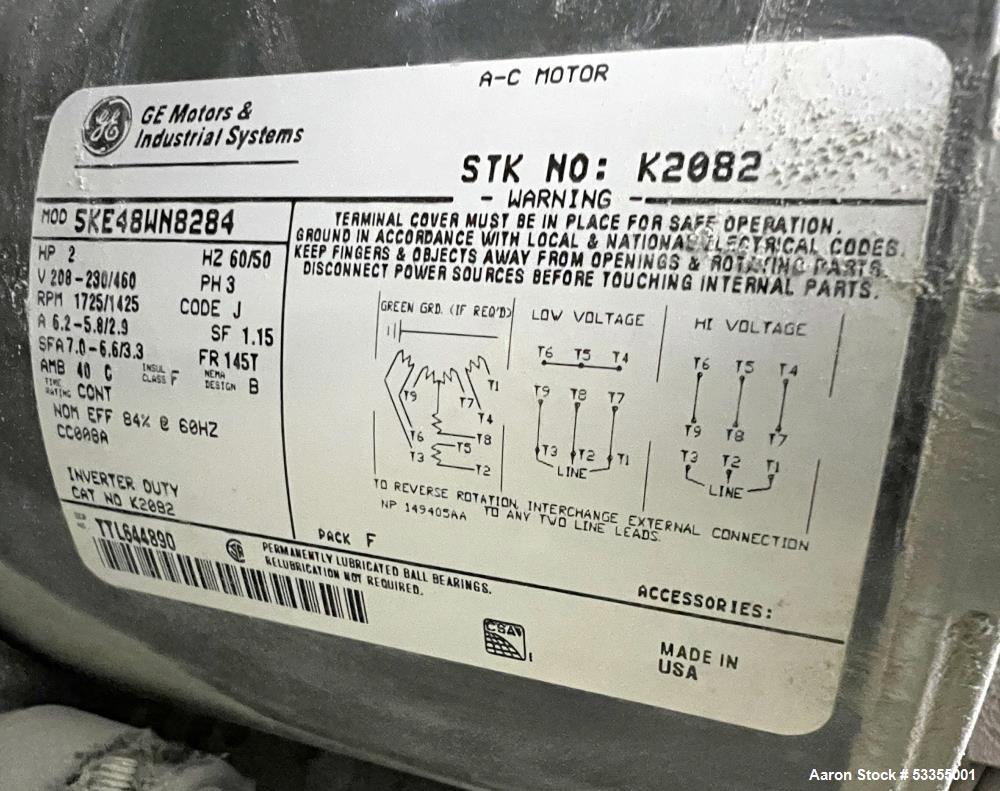 A-C MOTOR
GE
GE Motors &
Industrial Systems
STK NO: K2082
- WARNING -
TERMINAL COVER MUST BE IN PLACE FOR SAFE OPERATION.
GROUND IN ACCORDANCE WITH LOCAL & NATIONAL ELECTRICAL CODES.
KEEP FINGERS & OBJECTS AWAY FROM OPENINGS & ROTATING PARTS.
DISCONNECT POWER SOURCES BEFORE TOUCHING INTERNAL PARTS.
MOD 5KE48WN8284
HP 2 HZ 60/50
V 208-230/460 PH 3
RPM 1725/1425 CODE J
A 6.2-5.8/2.9 SF 1.15
SFA 7.0-6.6/3.3 FR 145T
AMB 40 C INSUL CLASS F NEMA DESIGN B
TIME RATING CONT
NOM EFF 84% @ 60HZ
CC008A
INVERTER DUTY
CAT NO K2082
GREEN GRD. (IF REQ'D)
T9 T7 T1
T4
T6 T8
T3 T5
T2
LOW VOLTAGE
T6 T5 T4
T9 T8 T7
T3 T2 T1
LINE
HI VOLTAGE
T6 T5 T4
T9 T8 T7
T3 T2 T1
LINE
TO REVERSE ROTATION, INTERCHANGE EXTERNAL CONNECTION
NP 149405AA TO ANY TWO LINE LEADS.
TTL644890
PACK F
PERMANENTLY LUBRICATED BALL BEARINGS.
RELUBRICATION NOT REQUIRED.
ACCESSORIES:
CSA
MADE IN
USA
Aaron Stock # 53355001